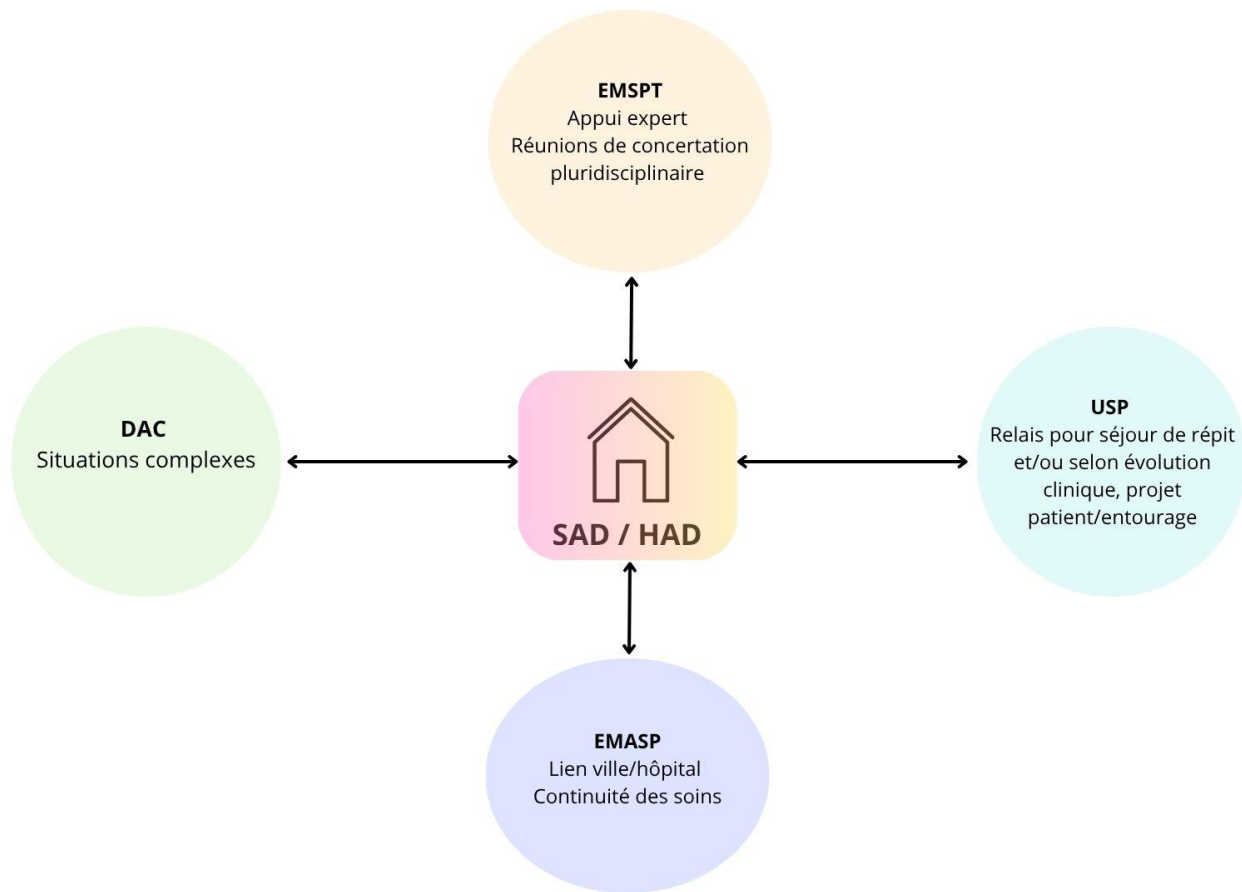 EMSPT
Appui expert
Réunions de concertation
pluridisciplinaire
DAC
Situations complexes
SAD / HAD
USP
Relais pour séjour de répit
et/ou selon évolution
clinique, projet
patient/entourage
EMASP
Lien ville/hôpital
Continuité des soins